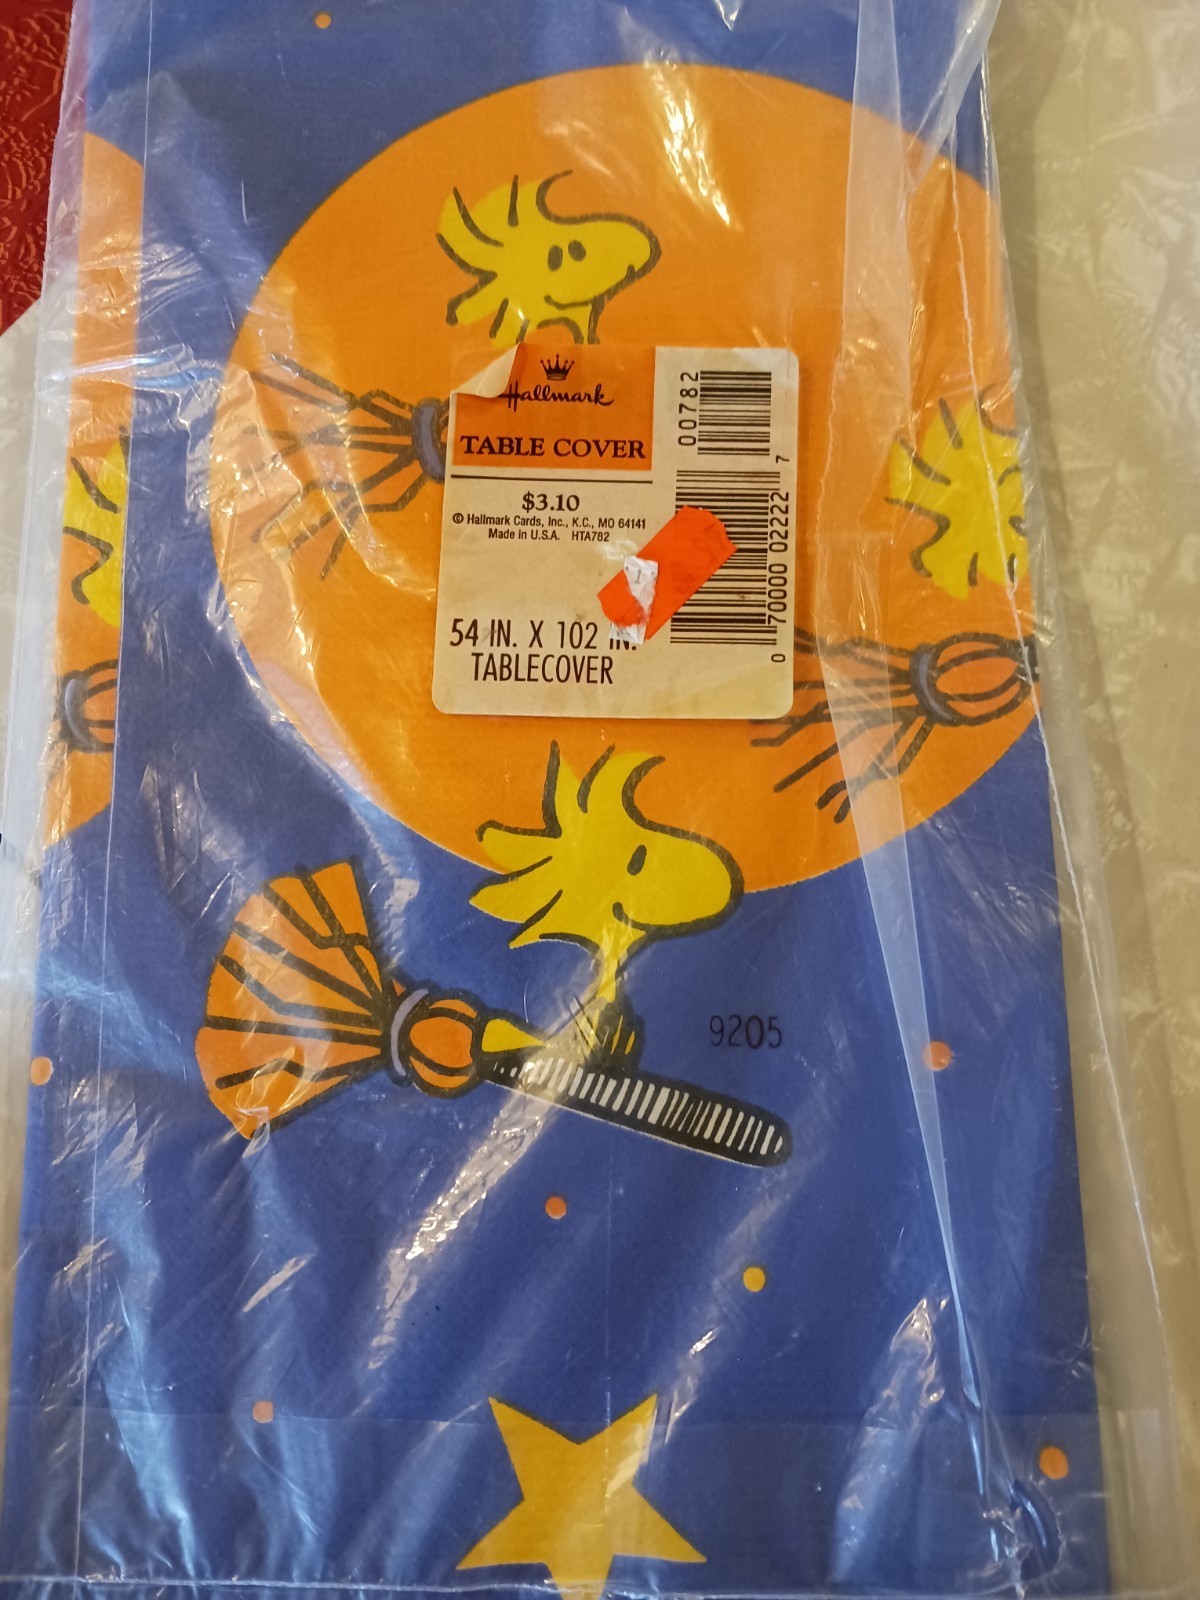 Hallmark
TABLE COVER
$3.10
© Hallmark Cards, Inc., K.C., MO 64141
Made in U.S.A. HTA782
54 IN. X 102 IN.
TABLECOVER
00782
0 70000 02222 7
1
9205